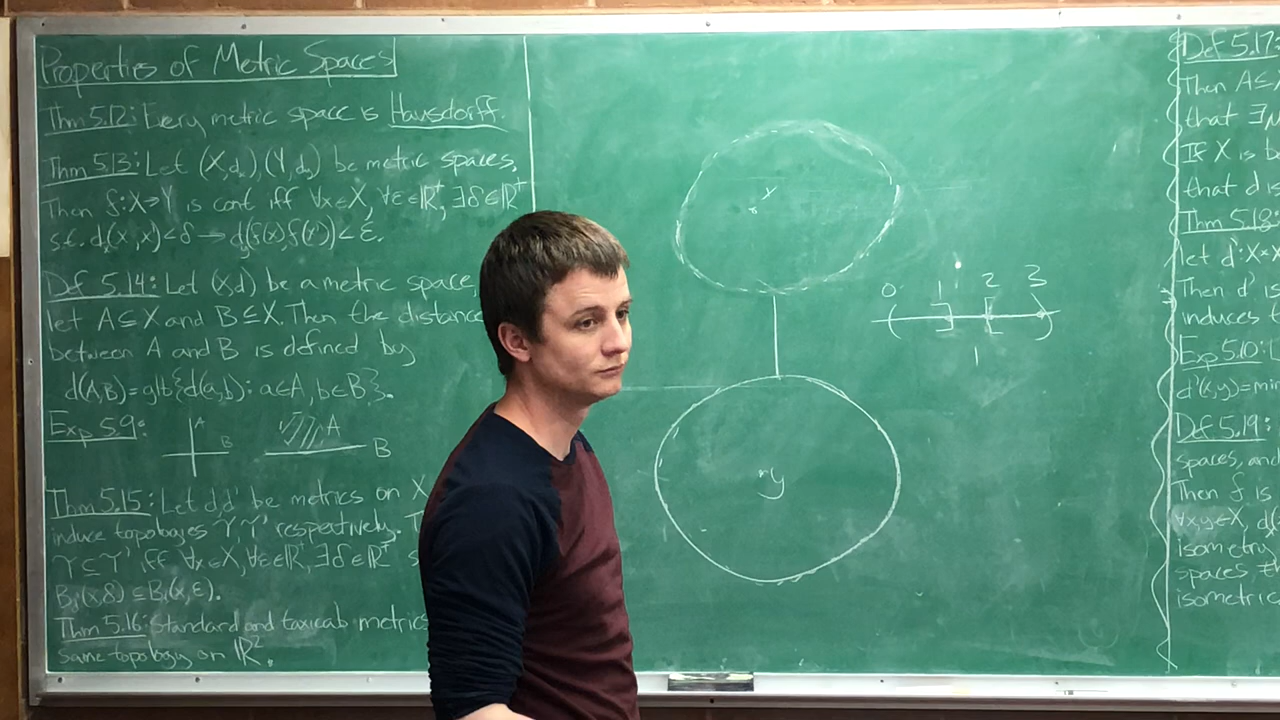 Properties of Metric Spaces
Thm 5.12: Every metric space is Hausdorff.
Thm 5.13: Let (X,d), (Y,d) be metric spaces,
Then f:X→Y is cont iff ∀x∈X, ∀ε∈ℝ⁺, ∃δ∈ℝ⁺
s.t. dₓ(x,x')<δ → dᵧ(f(x),f(x'))<ε.
Def 5.14: Let (X,d) be a metric space,
let A⊆X and B⊆X. Then the distance
between A and B is defined by
d(A,B)=glb{d(a,b): a∈A, b∈B}.
Exp 5.9:
A
B
A
B
Thm 5.15: Let d,d' be metrics on X
induce topologies
respectively.
iff ∀x∈X, ∀ε∈ℝ⁺, ∃δ∈ℝ⁺
B_d'(x,δ)⊆B_d(x,ε).
Thm 5.16: Standard and taxicab metrics
same topology on ℝ².
x
y
0 1 2 3
( ] [ )
1
Def 5.17:
Then A⊆
that ∃
If X is b
that d is
Thm 5.18:
let d':X×X
Then d' is
induces t
Exp 5.10:
d'(x,y)=min
Def 5.19:
spaces, and
Then f is
∀x,y∈X, d(
isometry
spaces, th
isometric